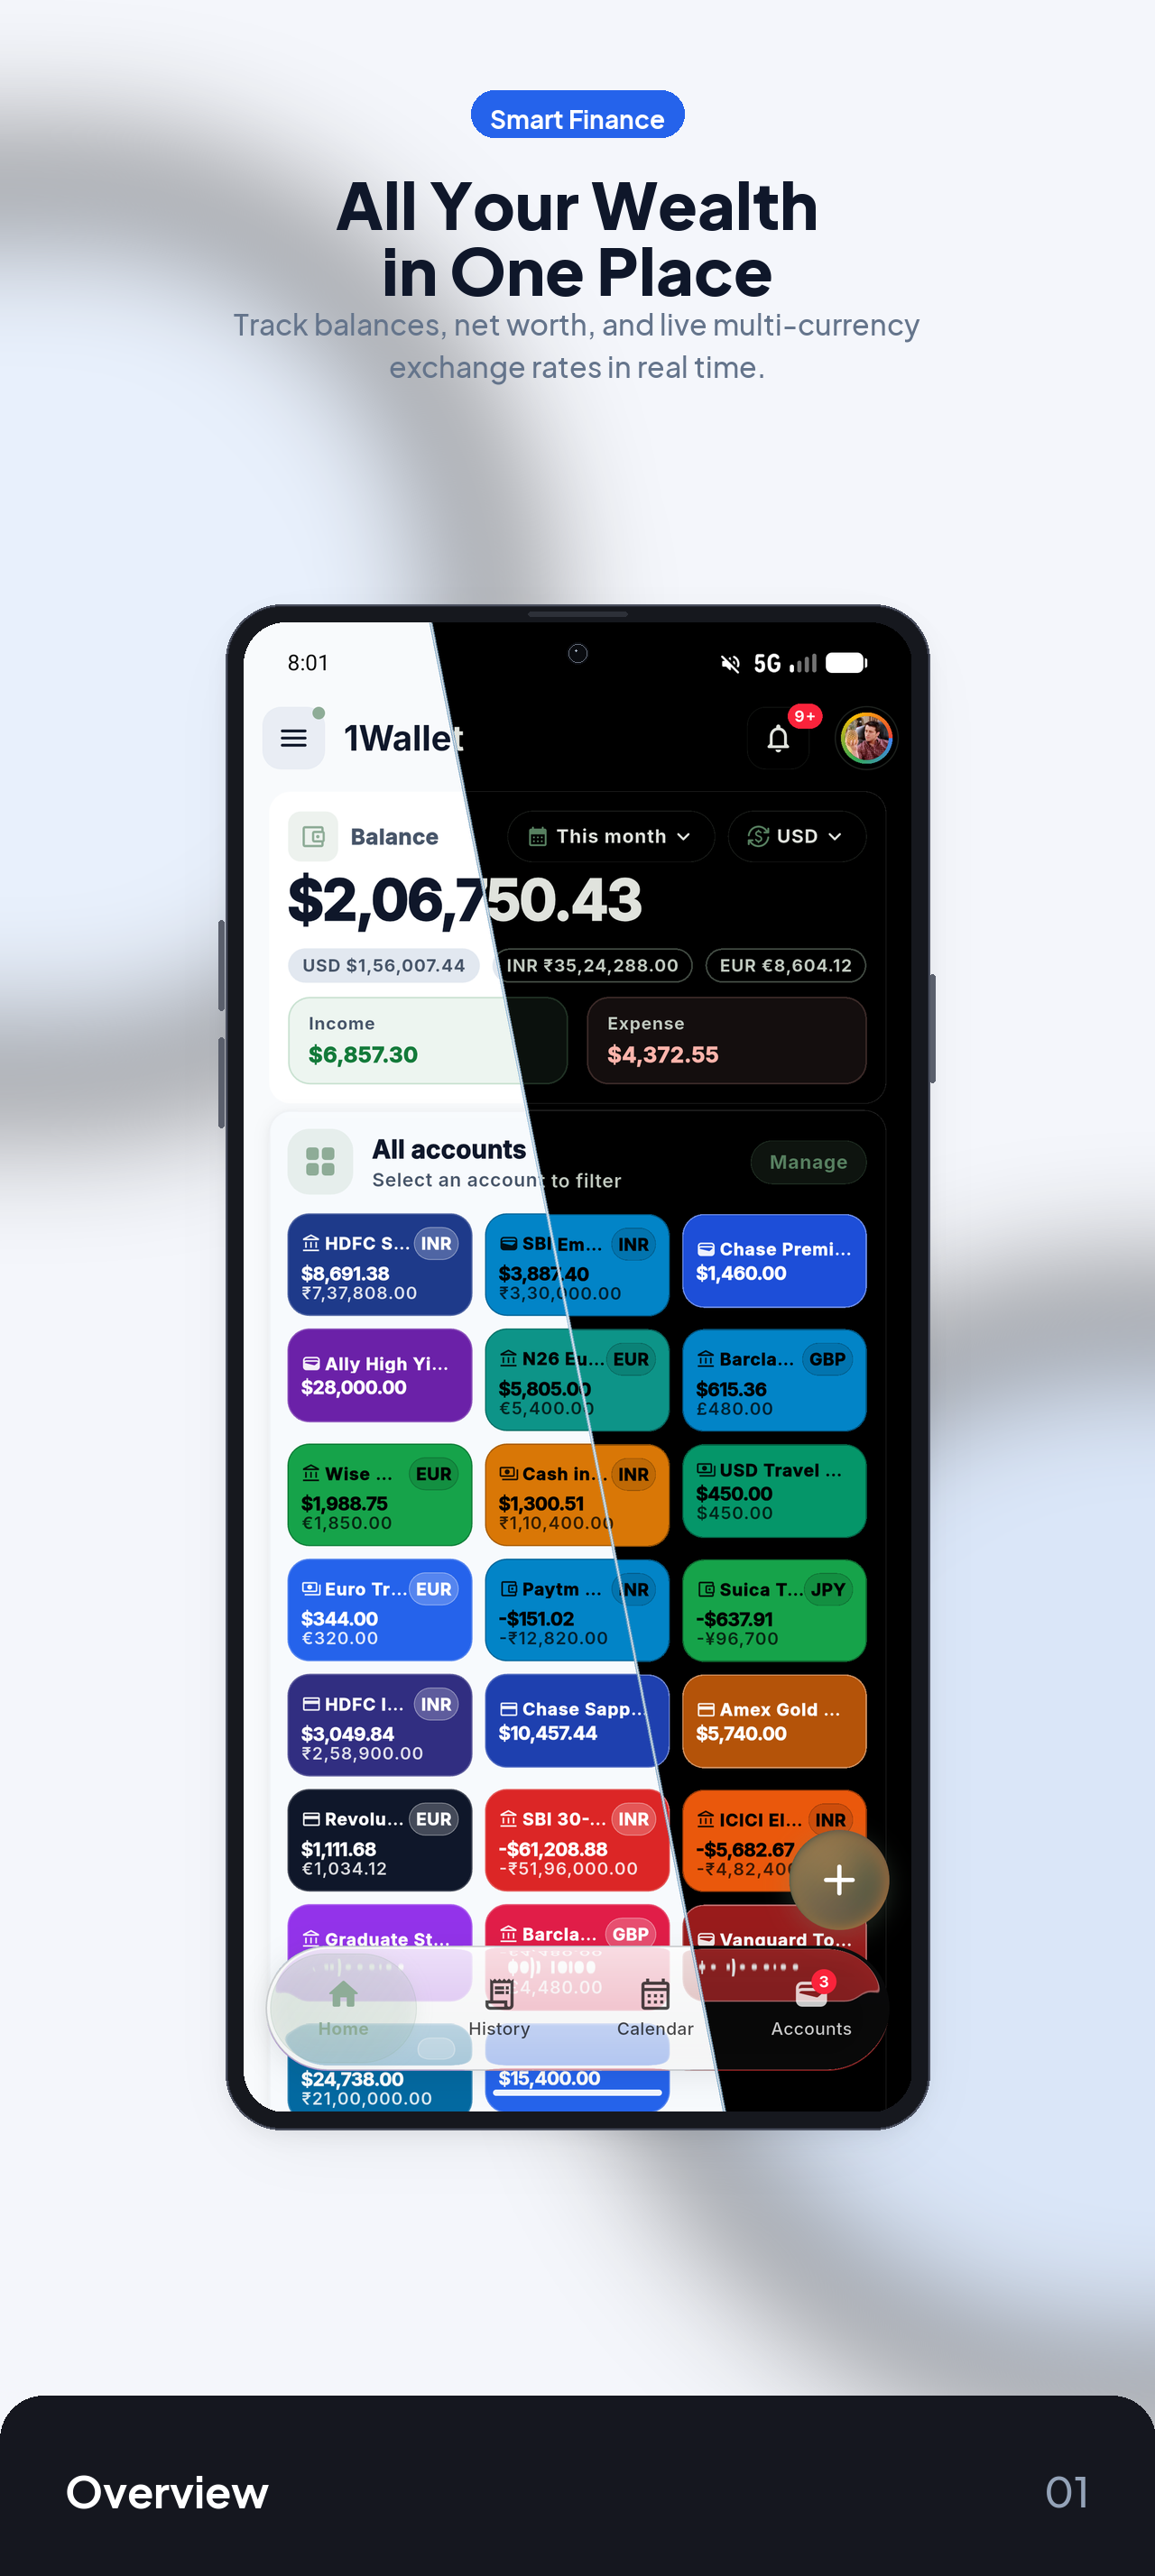 Smart Finance
All Your Wealth
in One Place
Track balances, net worth, and live multi-currency
exchange rates in real time.
8:01
5G
1Wallet
9+
Balance
This month
USD
$2,06,750.43
USD $1,56,007.44
INR ₹35,24,288.00
EUR €8,604.12
Income
Expense
$6,857.30
$4,372.55
All accounts
Select an account to filter
Manage
HDFC S... INR
$8,691.38
₹7,37,808.00
SBI Em... INR
$3,887.40
₹3,30,000.00
Chase Premi...
$1,460.00
Ally High Yi...
$28,000.00
N26 Eu... EUR
$5,805.00
€5,400.00
Barcla... GBP
$615.36
£480.00
Wise ... EUR
$1,988.75
€1,850.00
Cash in... INR
$1,300.51
₹1,10,400.00
USD Travel ...
$450.00
$450.00
Euro Tr... EUR
$344.00
€320.00
Paytm ... INR
-$151.02
-₹12,820.00
Suica T... JPY
-$637.91
-¥96,700
HDFC I... INR
$3,049.84
₹2,58,900.00
Chase Sapp...
$10,457.44
Amex Gold ...
$5,740.00
Revolu... EUR
$1,111.68
€1,034.12
SBI 30-... INR
-$61,208.88
-₹51,96,000.00
ICICI El... INR
-$5,682.67
-₹4,82,400
Graduate St...
Barcla... GBP
4,480.00
Vanguard To...
Home
History
Calendar
3
Accounts
$24,738.00
₹21,00,000.00
$15,400.00
Overview
01